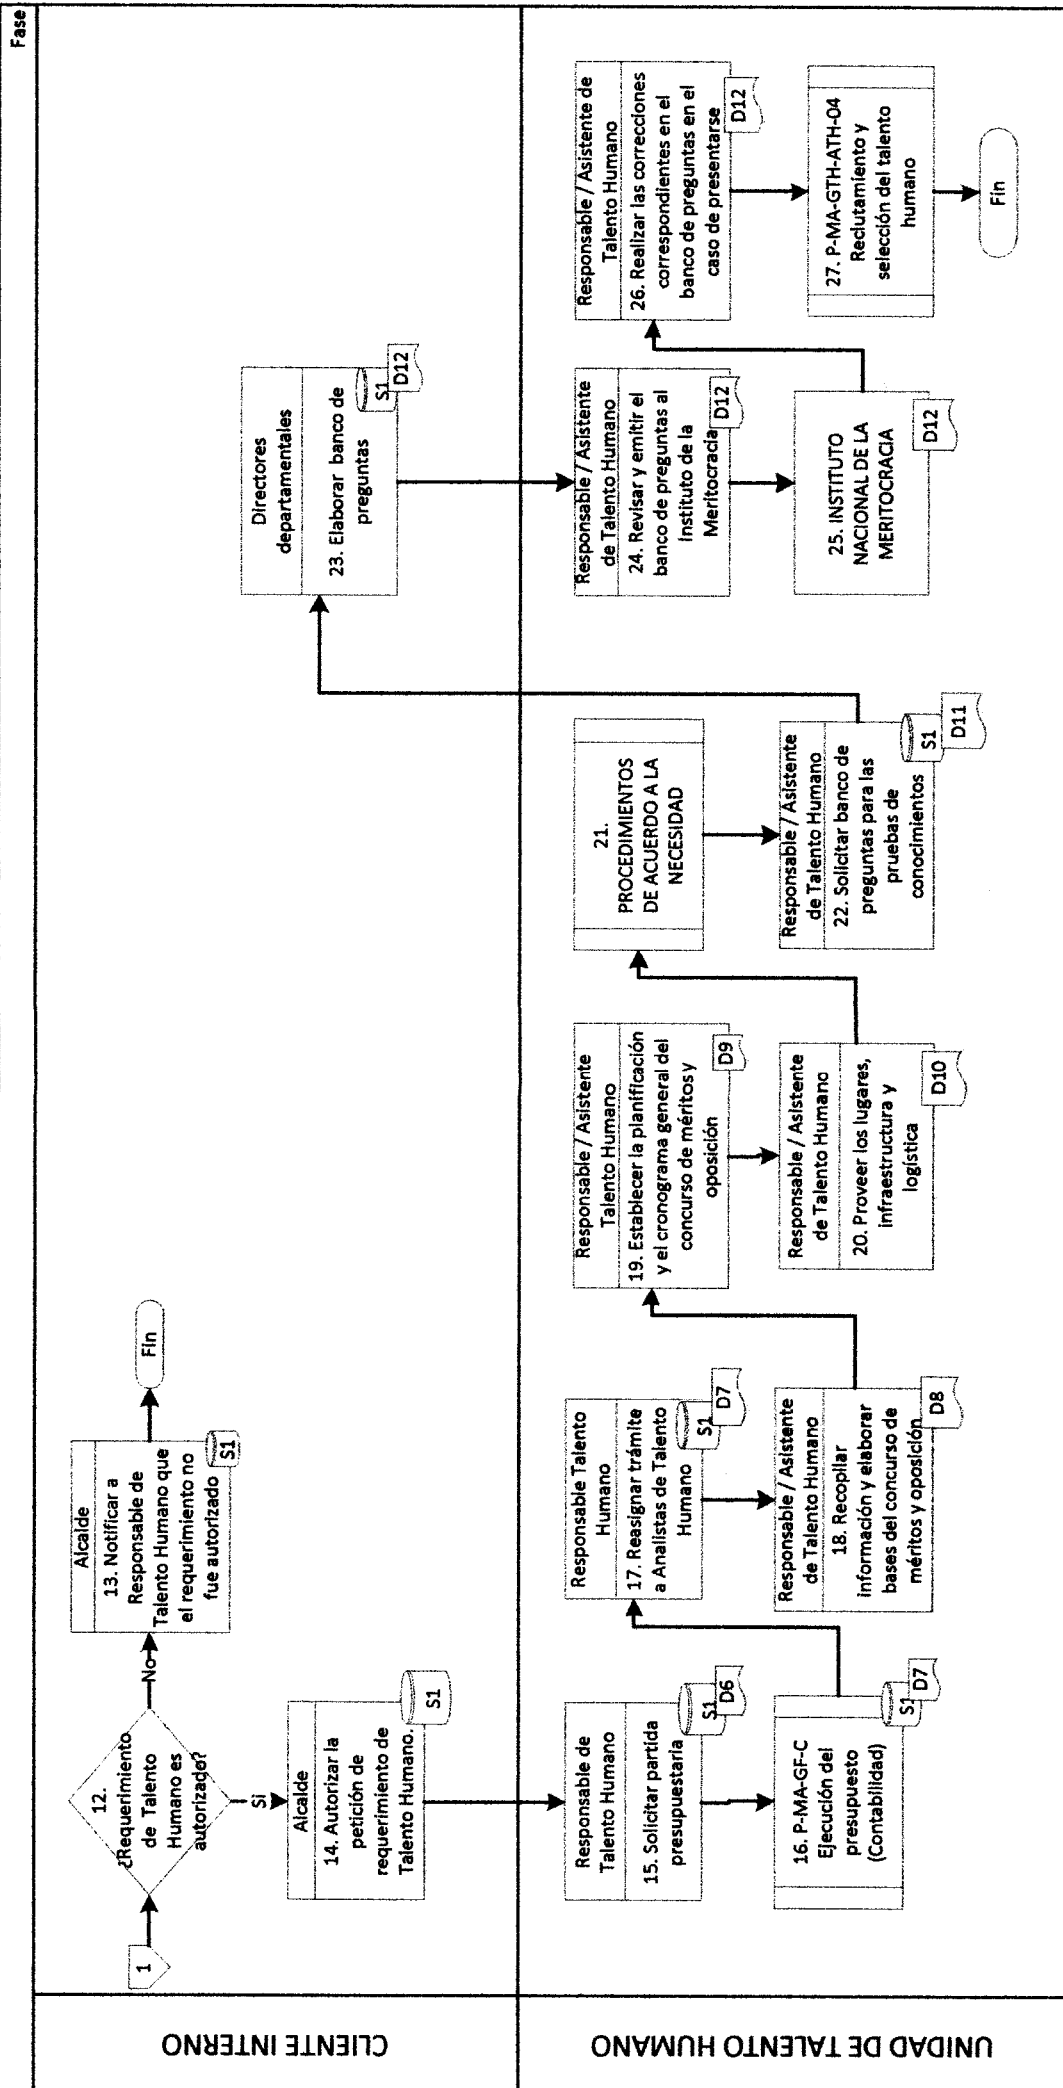 Fase
CLIENTE INTERNO
1
12.
¿Requerimiento
de Talento
Humano es
autorizado?
No
Si
Alcalde
13. Notificar a
Responsable de
Talento Humano que
el requerimiento no
fue autorizado
S1
Fin
Alcalde
14. Autorizar la
petición de
requerimiento de
Talento Humano.
S1
Directores
departamentales
23. Elaborar banco de
preguntas
S1
D12
UNIDAD DE TALENTO HUMANO
Responsable de
Talento Humano
15. Solicitar partida
presupuestaria
S1
D6
16. P-MA-GF-C
Ejecución del
presupuesto
(Contabilidad)
S1
D7
Responsable Talento
Humano
17. Reasignar trámite
a Analistas de Talento
Humano
S1
D7
Responsable / Asistente
de Talento Humano
18. Recopilar
información y elaborar
bases del concurso de
méritos y oposición
D8
Responsable / Asistente
Talento Humano
19. Establecer la planificación
y el cronograma general del
concurso de méritos y
oposición
D9
Responsable / Asistente
de Talento Humano
20. Proveer los lugares,
infraestructura y
logística
D10
21.
PROCEDIMIENTOS
DE ACUERDO A LA
NECESIDAD
Responsable / Asistente
de Talento Humano
22. Solicitar banco de
preguntas para las
pruebas de
conocimientos
S1
D11
Responsable / Asistente
de Talento Humano
24. Revisar y emitir el
banco de preguntas al
Instituto de la
Meritocracia
D12
25. INSTITUTO
NACIONAL DE LA
MERITOCRACIA
D12
Responsable / Asistente de
Talento Humano
26. Realizar las correcciones
correspondientes en el
banco de preguntas en el
caso de presentarse
D12
27. P-MA-GTH-ATH-04
Reclutamiento y
selección del talento
humano
Fin